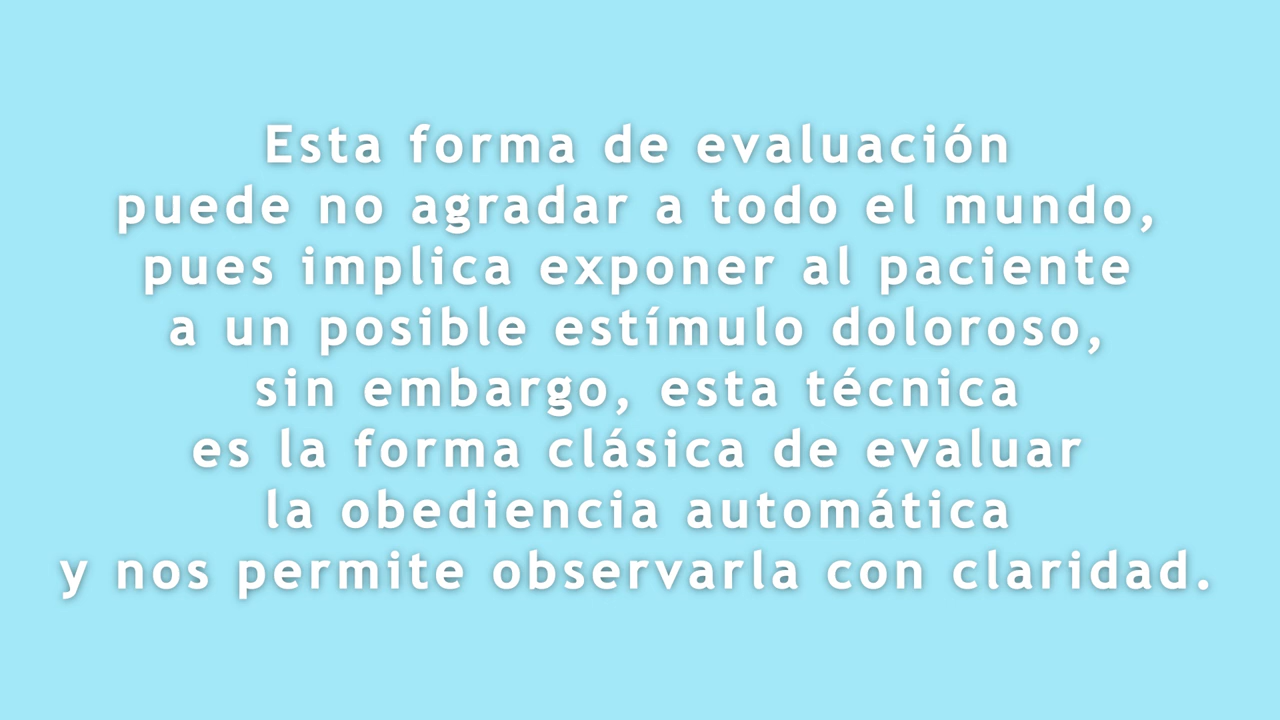 Esta forma de evaluación
puede no agradar a todo el mundo,
pues implica exponer al paciente
a un posible estímulo doloroso,
sin embargo, esta técnica
es la forma clásica de evaluar
la obediencia automática
y nos permite observarla con claridad.